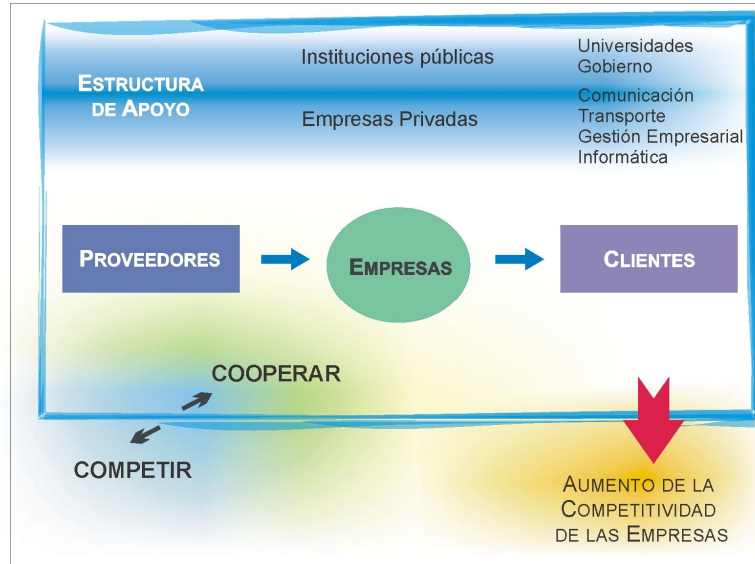 ESTRUCTURA
DE APOYO
Instituciones públicas
Empresas Privadas
Universidades
Gobierno
Comunicación
Transporte
Gestión Empresarial
Informática
PROVEEDORES
EMPRESAS
CLIENTES
COOPERAR
COMPETIR
AUMENTO DE LA
COMPETITIVIDAD
DE LAS EMPRESAS